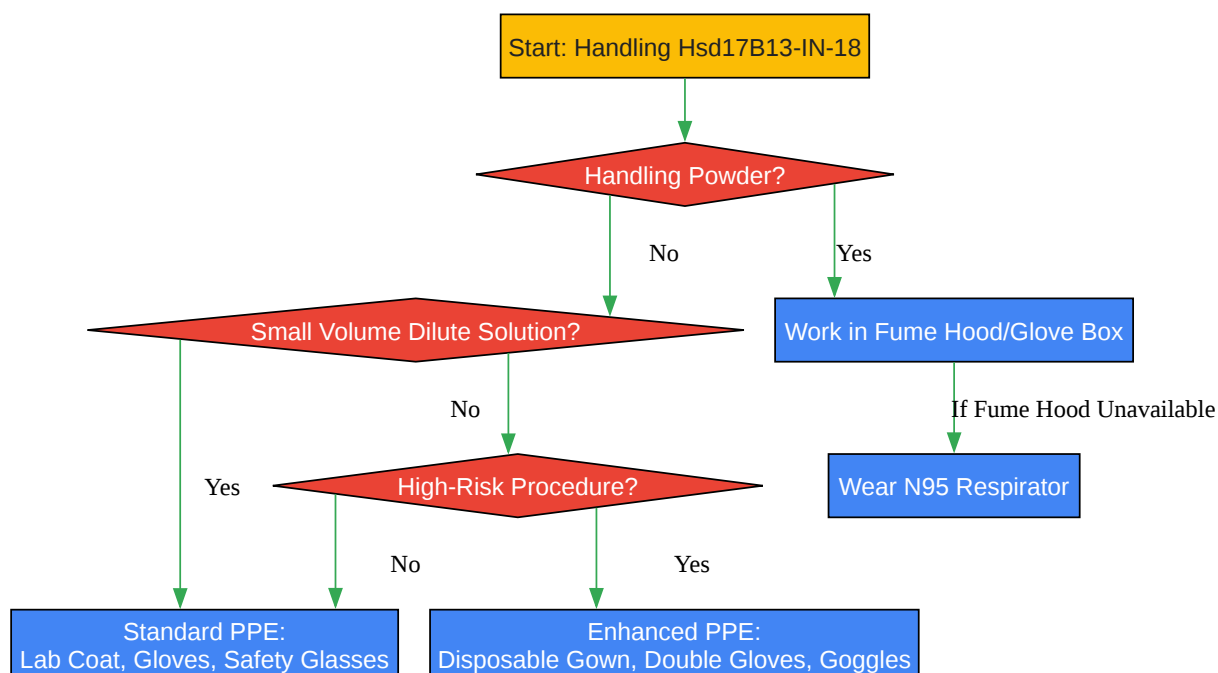 Start: Handling Hsd17B13-IN-18
Handling Powder?
No
Yes
Small Volume Dilute Solution?
Work in Fume Hood/Glove Box
No
If Fume Hood Unavailable
Yes
High-Risk Procedure?
Wear N95 Respirator
No
Yes
Standard PPE:
Lab Coat, Gloves, Safety Glasses
Enhanced PPE:
Disposable Gown, Double Gloves, Goggles